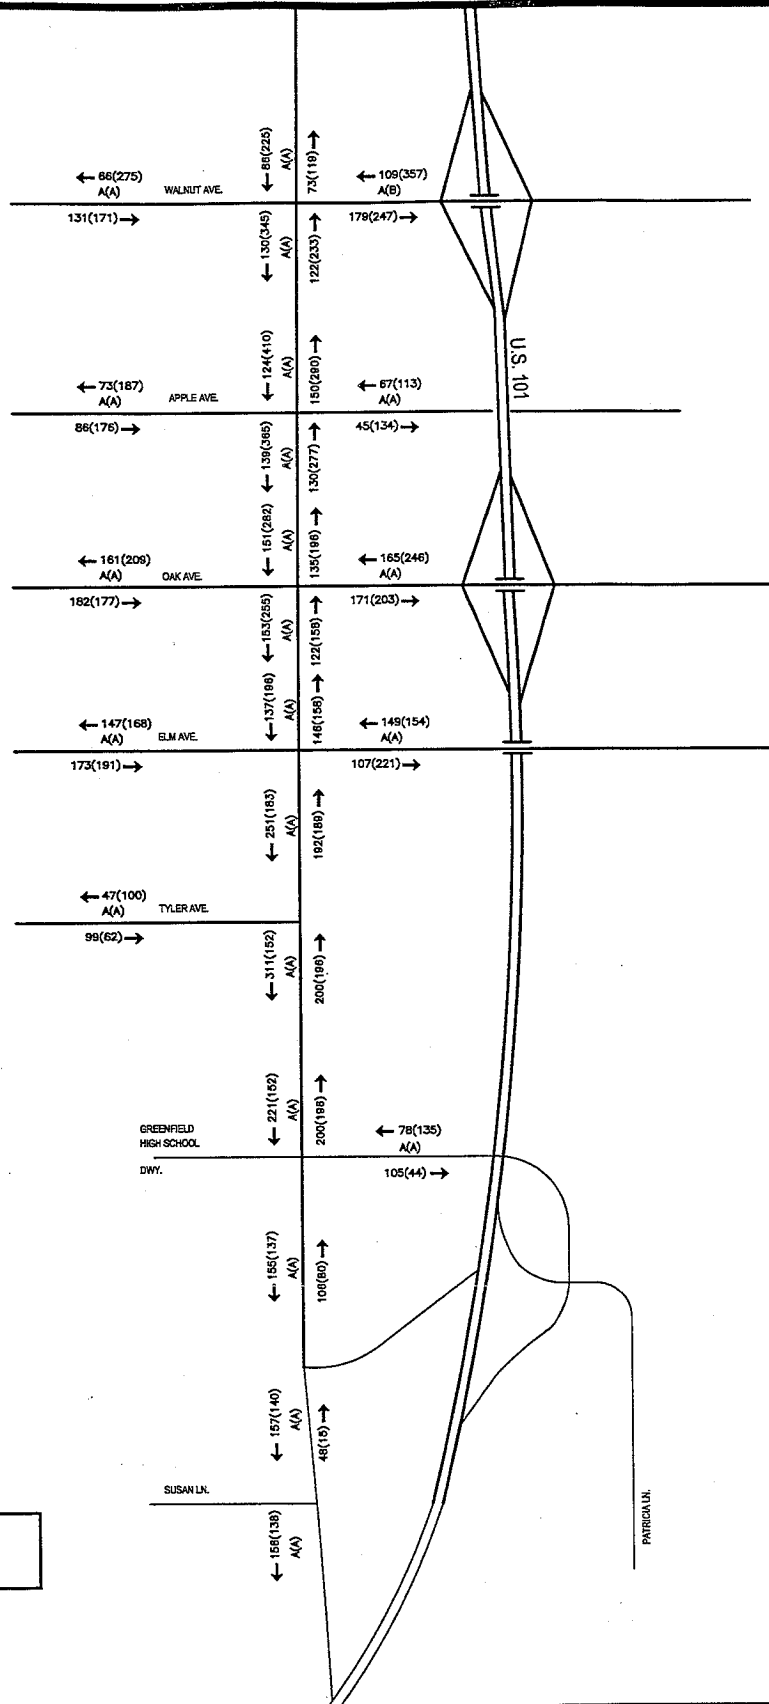 88(225)
A(A)
73(119)
66(275)
A(A)
WALNUT AVE.
109(357)
A(B)
131(171)
179(247)
130(345)
A(A)
122(233)
U.S. 101
124(410)
A(A)
150(290)
73(187)
A(A)
APPLE AVE.
67(113)
A(A)
86(176)
45(134)
139(365)
A(A)
130(277)
151(282)
A(A)
135(196)
161(209)
A(A)
OAK AVE.
165(246)
A(A)
182(177)
171(203)
153(255)
A(A)
122(158)
137(196)
A(A)
146(158)
147(168)
A(A)
ELM AVE.
149(154)
A(A)
173(191)
107(221)
251(183)
A(A)
192(189)
47(100)
A(A)
TYLER AVE.
99(62)
311(152)
A(A)
200(196)
221(152)
A(A)
200(198)
GREENFIELD
HIGH SCHOOL
DWY.
78(135)
A(A)
105(44)
155(137)
A(A)
106(80)
157(140)
A(A)
48(15)
SUSAN LN.
158(138)
A(A)
PATRICIA LN.